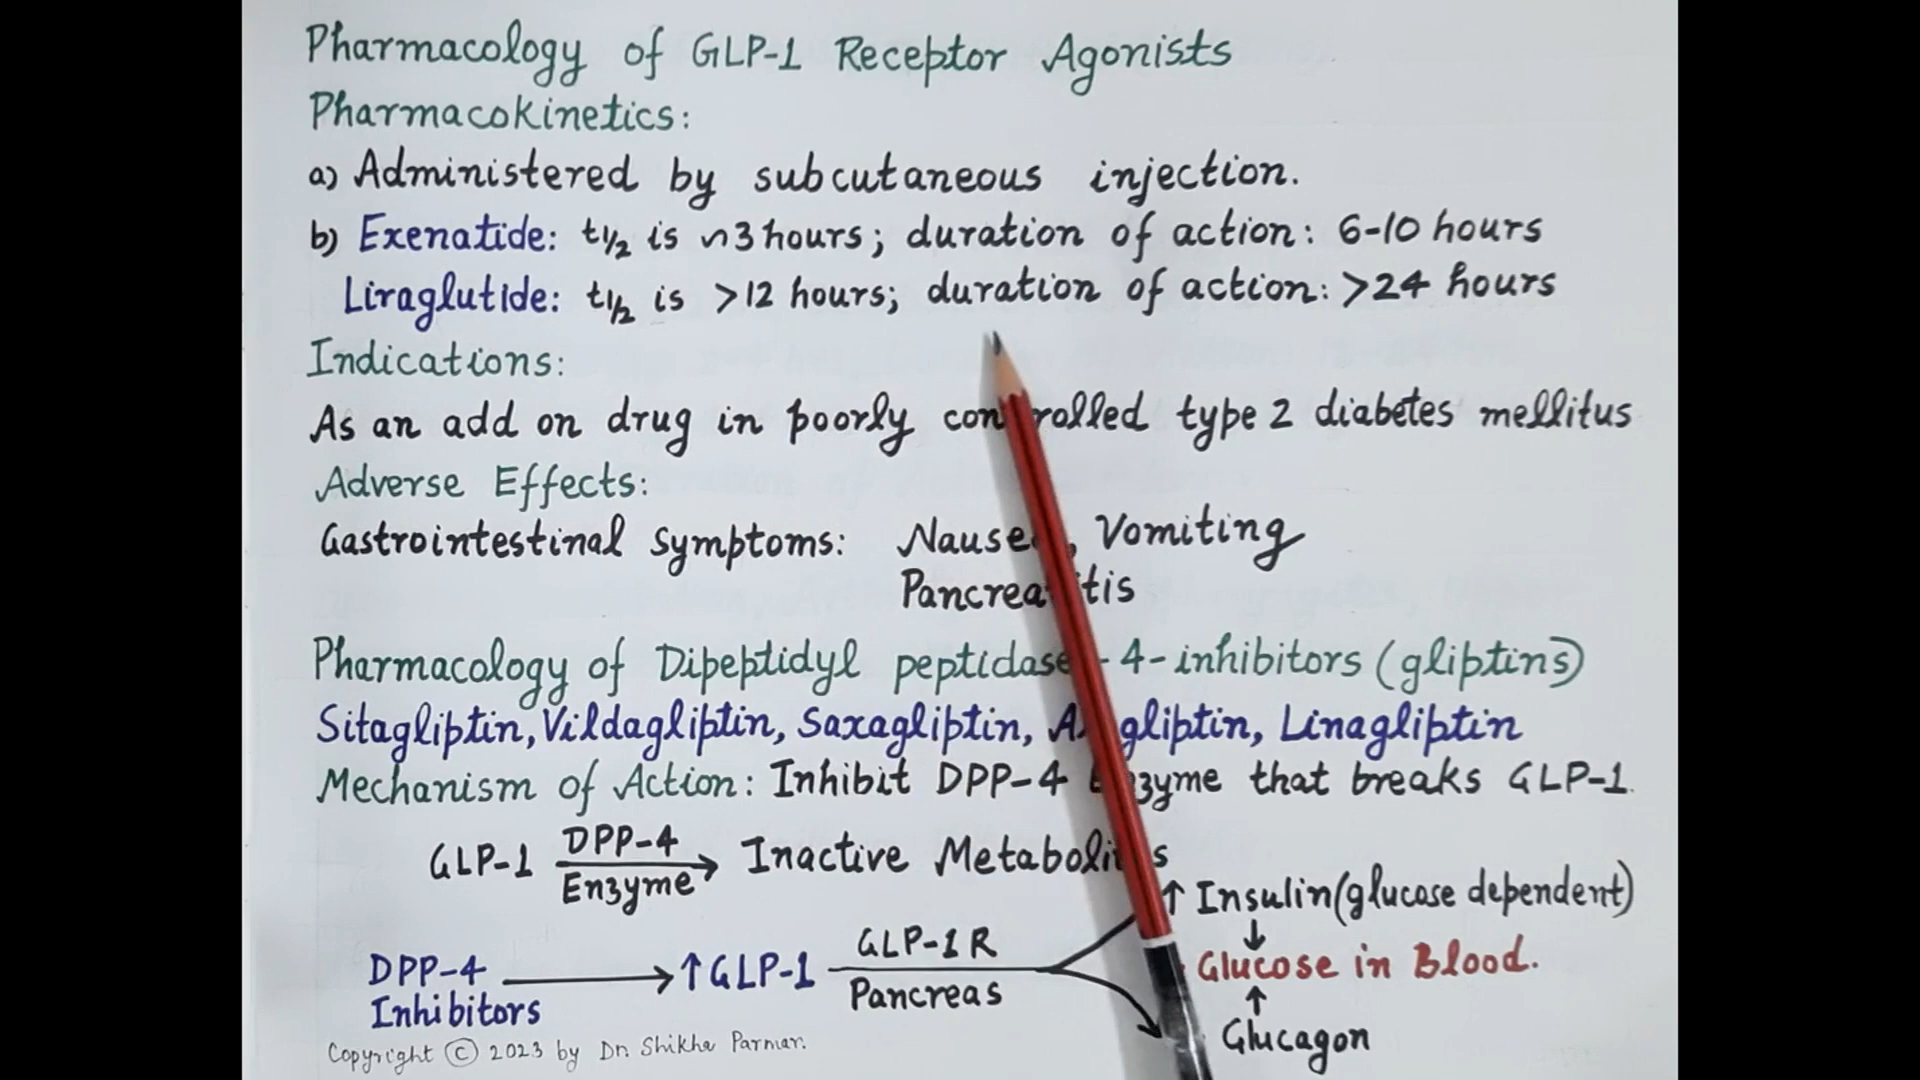 Pharmacology of GLP-1 Receptor Agonists
Pharmacokinetics:
a) Administered by subcutaneous injection.
b) Exenatide: t1/2 is ~3 hours; duration of action: 6-10 hours
Liraglutide: t1/2 is >12 hours; duration of action: >24 hours
Indications:
As an add on drug in poorly controlled type 2 diabetes mellitus
Adverse Effects:
Gastrointestinal Symptoms: Nausea, Vomiting
Pancreatitis
Pharmacology of Dipeptidyl peptidase-4-inhibitors (gliptins)
Sitagliptin, Vildagliptin, Saxagliptin, Linagliptin
Mechanism of Action: Inhibit DPP-4 Enzyme that breaks GLP-1.
GLP-1 DPP-4 Enzyme → Inactive Metabolites
↑ Insulin (glucose dependent)
↓
DPP-4 Inhibitors → ↑GLP-1 GLP-1R Pancreas
Glucose in Blood.
↑
Glucagon
Copyright © 2023 by Dr. Shikha Parmar.